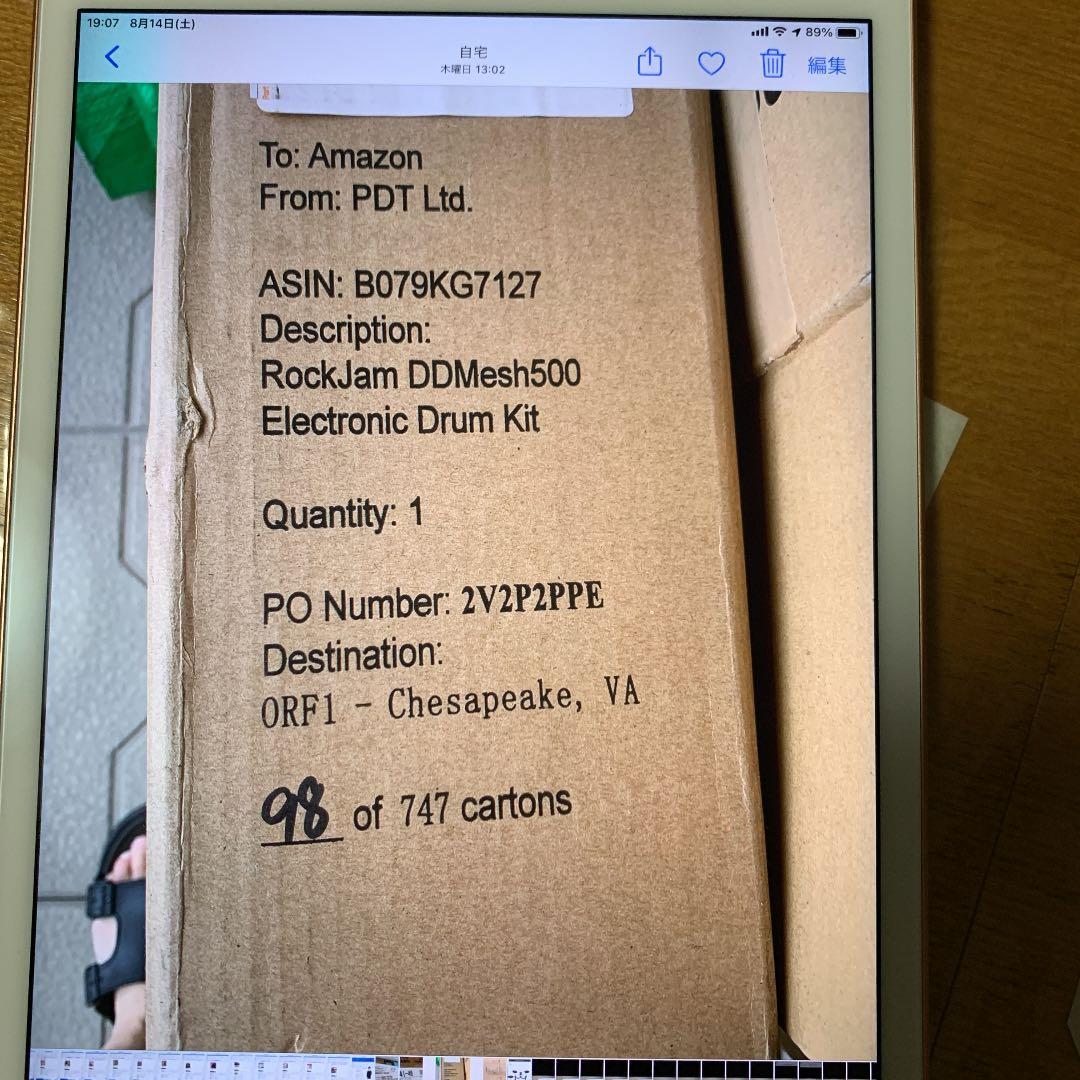 19:07 8月14日(土)
89%
自宅
木曜日 13:02
編集
To: Amazon
From: PDT Ltd.
ASIN: B079KG7127
Description:
RockJam DDMesh500
Electronic Drum Kit
Quantity: 1
PO Number: 2V2P2PPE
Destination:
ORF1 - Chesapeake, VA
98 of 747 cartons